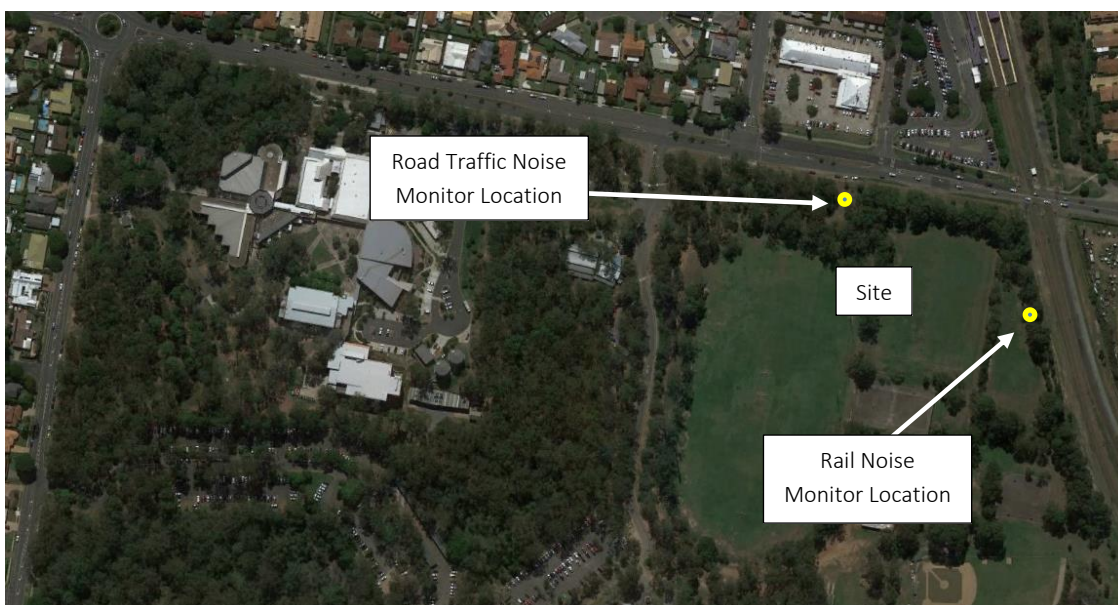 Road Traffic Noise
Monitor Location
Site
Rail Noise
Monitor Location